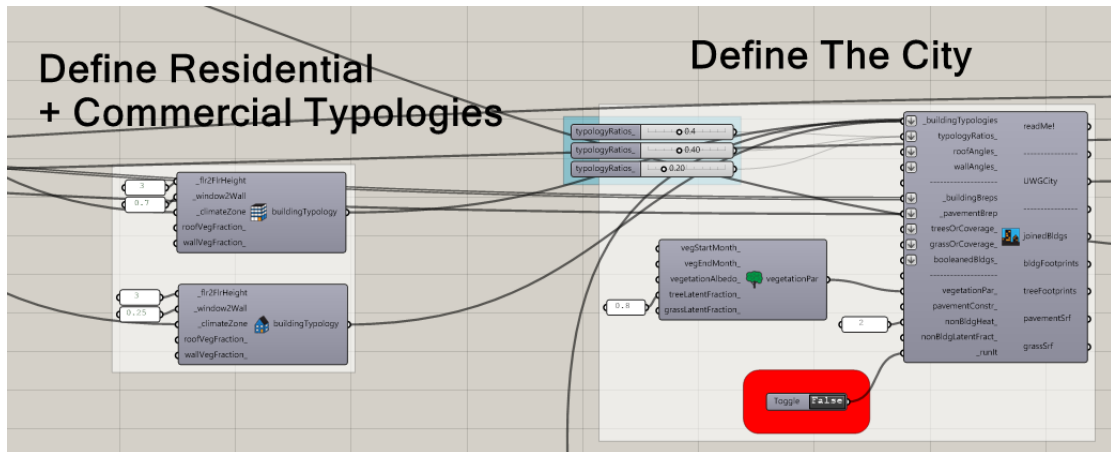 Define Residential
+ Commercial Typologies
3
0.7
_flr2FlrHeight
_window2Wall
_climateZone
roofVegFraction_
wallVegFraction_
buildingTypology
3
0.25
_flr2FlrHeight
_window2Wall
_climateZone
roofVegFraction_
wallVegFraction_
buildingTypology
Define The City
typologyRatios_ 0.4
typologyRatios_ 0.40
typologyRatios_ 0.20
0.8
vegStartMonth_
vegEndMonth_
vegetationAlbedo_
treeLatentFraction_
grassLatentFraction_
vegetationPar
2
Toggle False
_buildingTypologies
typologyRatios_
roofAngles_
wallAngles_
--------------------
_buildingBreps
_pavementBrep
treesOrCoverage_
grassOrCoverage_
booleanedBldgs_
--------------------
vegetationPar_
pavementConstr_
nonBldgHeat_
nonBldgLatentFract_
_runIt
readMe!
--------------------
UWGCity
--------------------
joinedBldgs
bldgFootprints
treeFootprints
pavementSrf
grassSrf